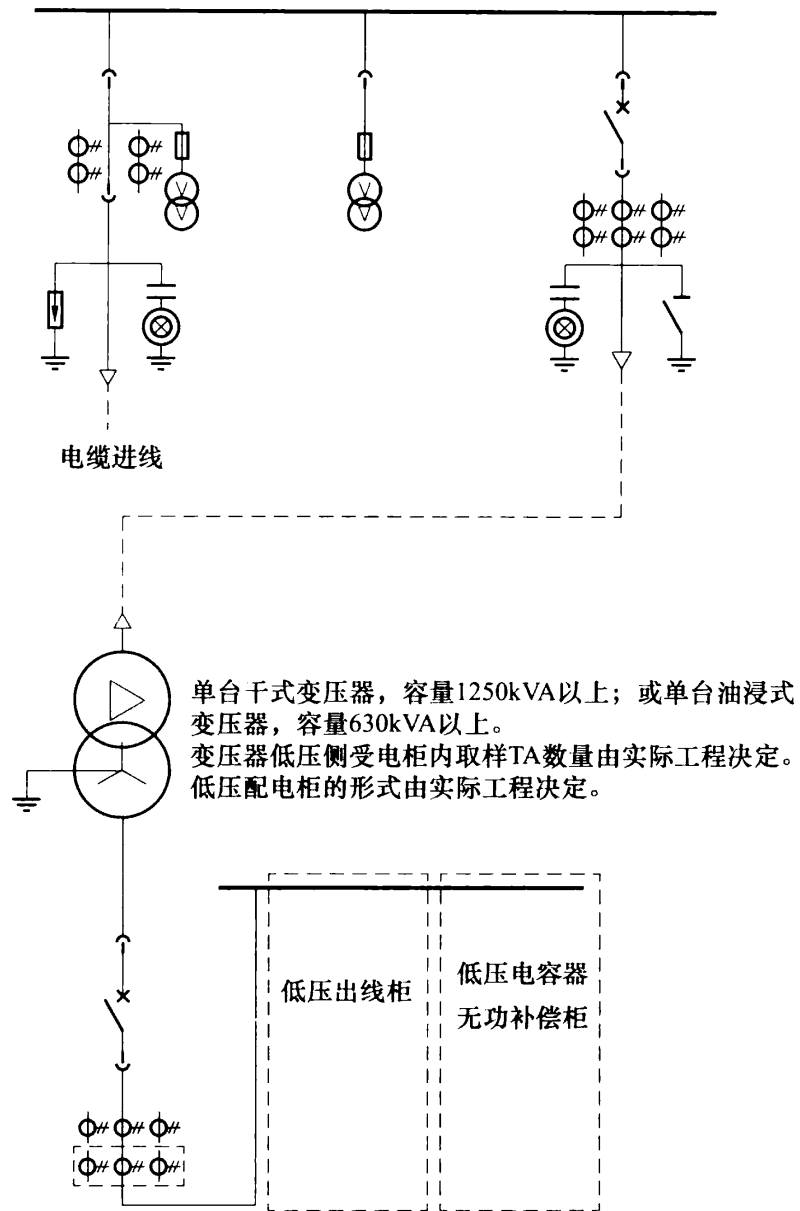 电缆进线
单台干式变压器，容量1250kVA以上；或单台油浸式
变压器，容量630kVA以上。
变压器低压侧受电柜内取样TA数量由实际工程决定。
低压配电柜的形式由实际工程决定。
低压出线柜
低压电容器
无功补偿柜